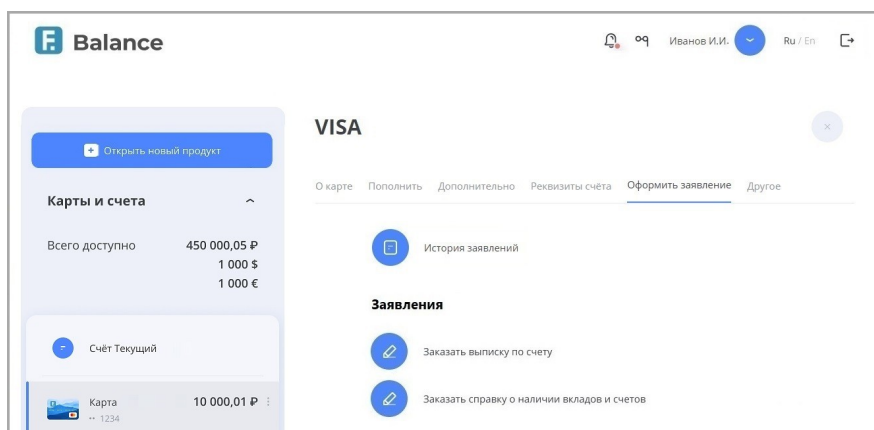 F. Balance
Иванов И.И.
Ru / En
Открыть новый продукт
Карты и счета
Всего доступно 450 000,05 ₽
1 000 $
1 000 €
Счёт Текущий
Карта 10 000,01 ₽
•• 1234
VISA
О карте Пополнить Дополнительно Реквизиты счёта Оформить заявление Другое
История заявлений
Заявления
Заказать выписку по счету
Заказать справку о наличии вкладов и счетов